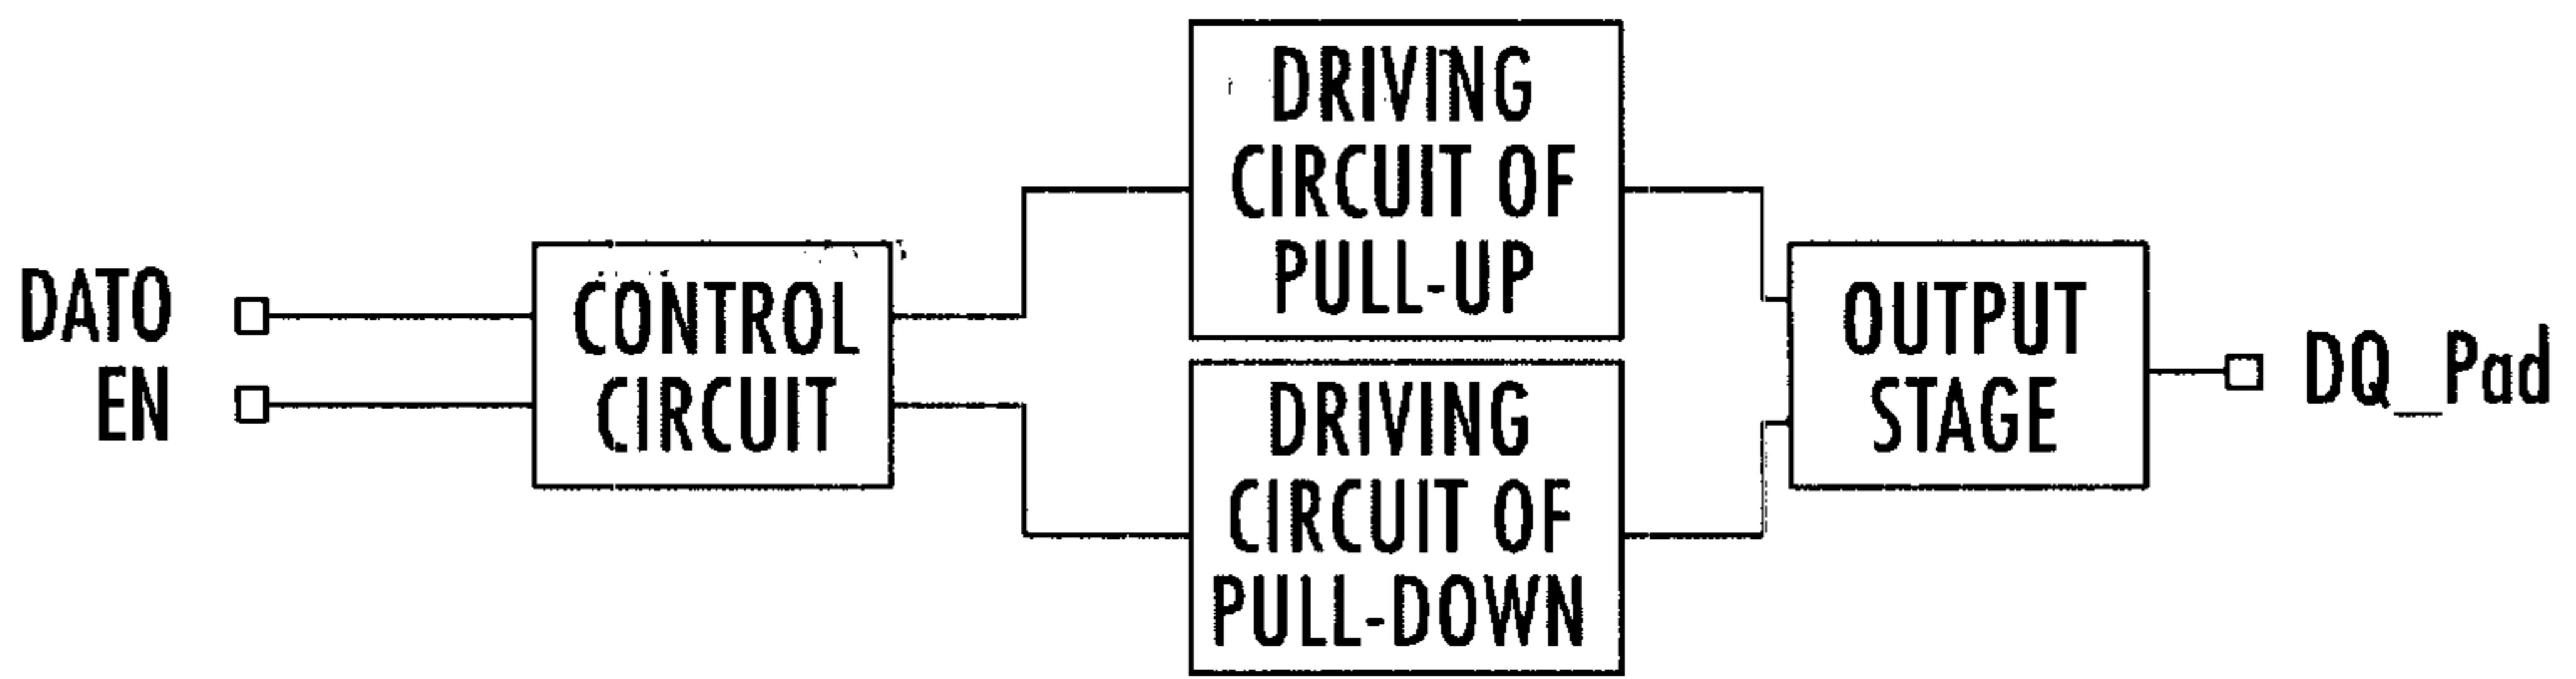 DATO
EN
CONTROL
CIRCUIT
DRIVING
CIRCUIT OF
PULL-UP
DRIVING
CIRCUIT OF
PULL-DOWN
OUTPUT
STAGE
DQ_Pad